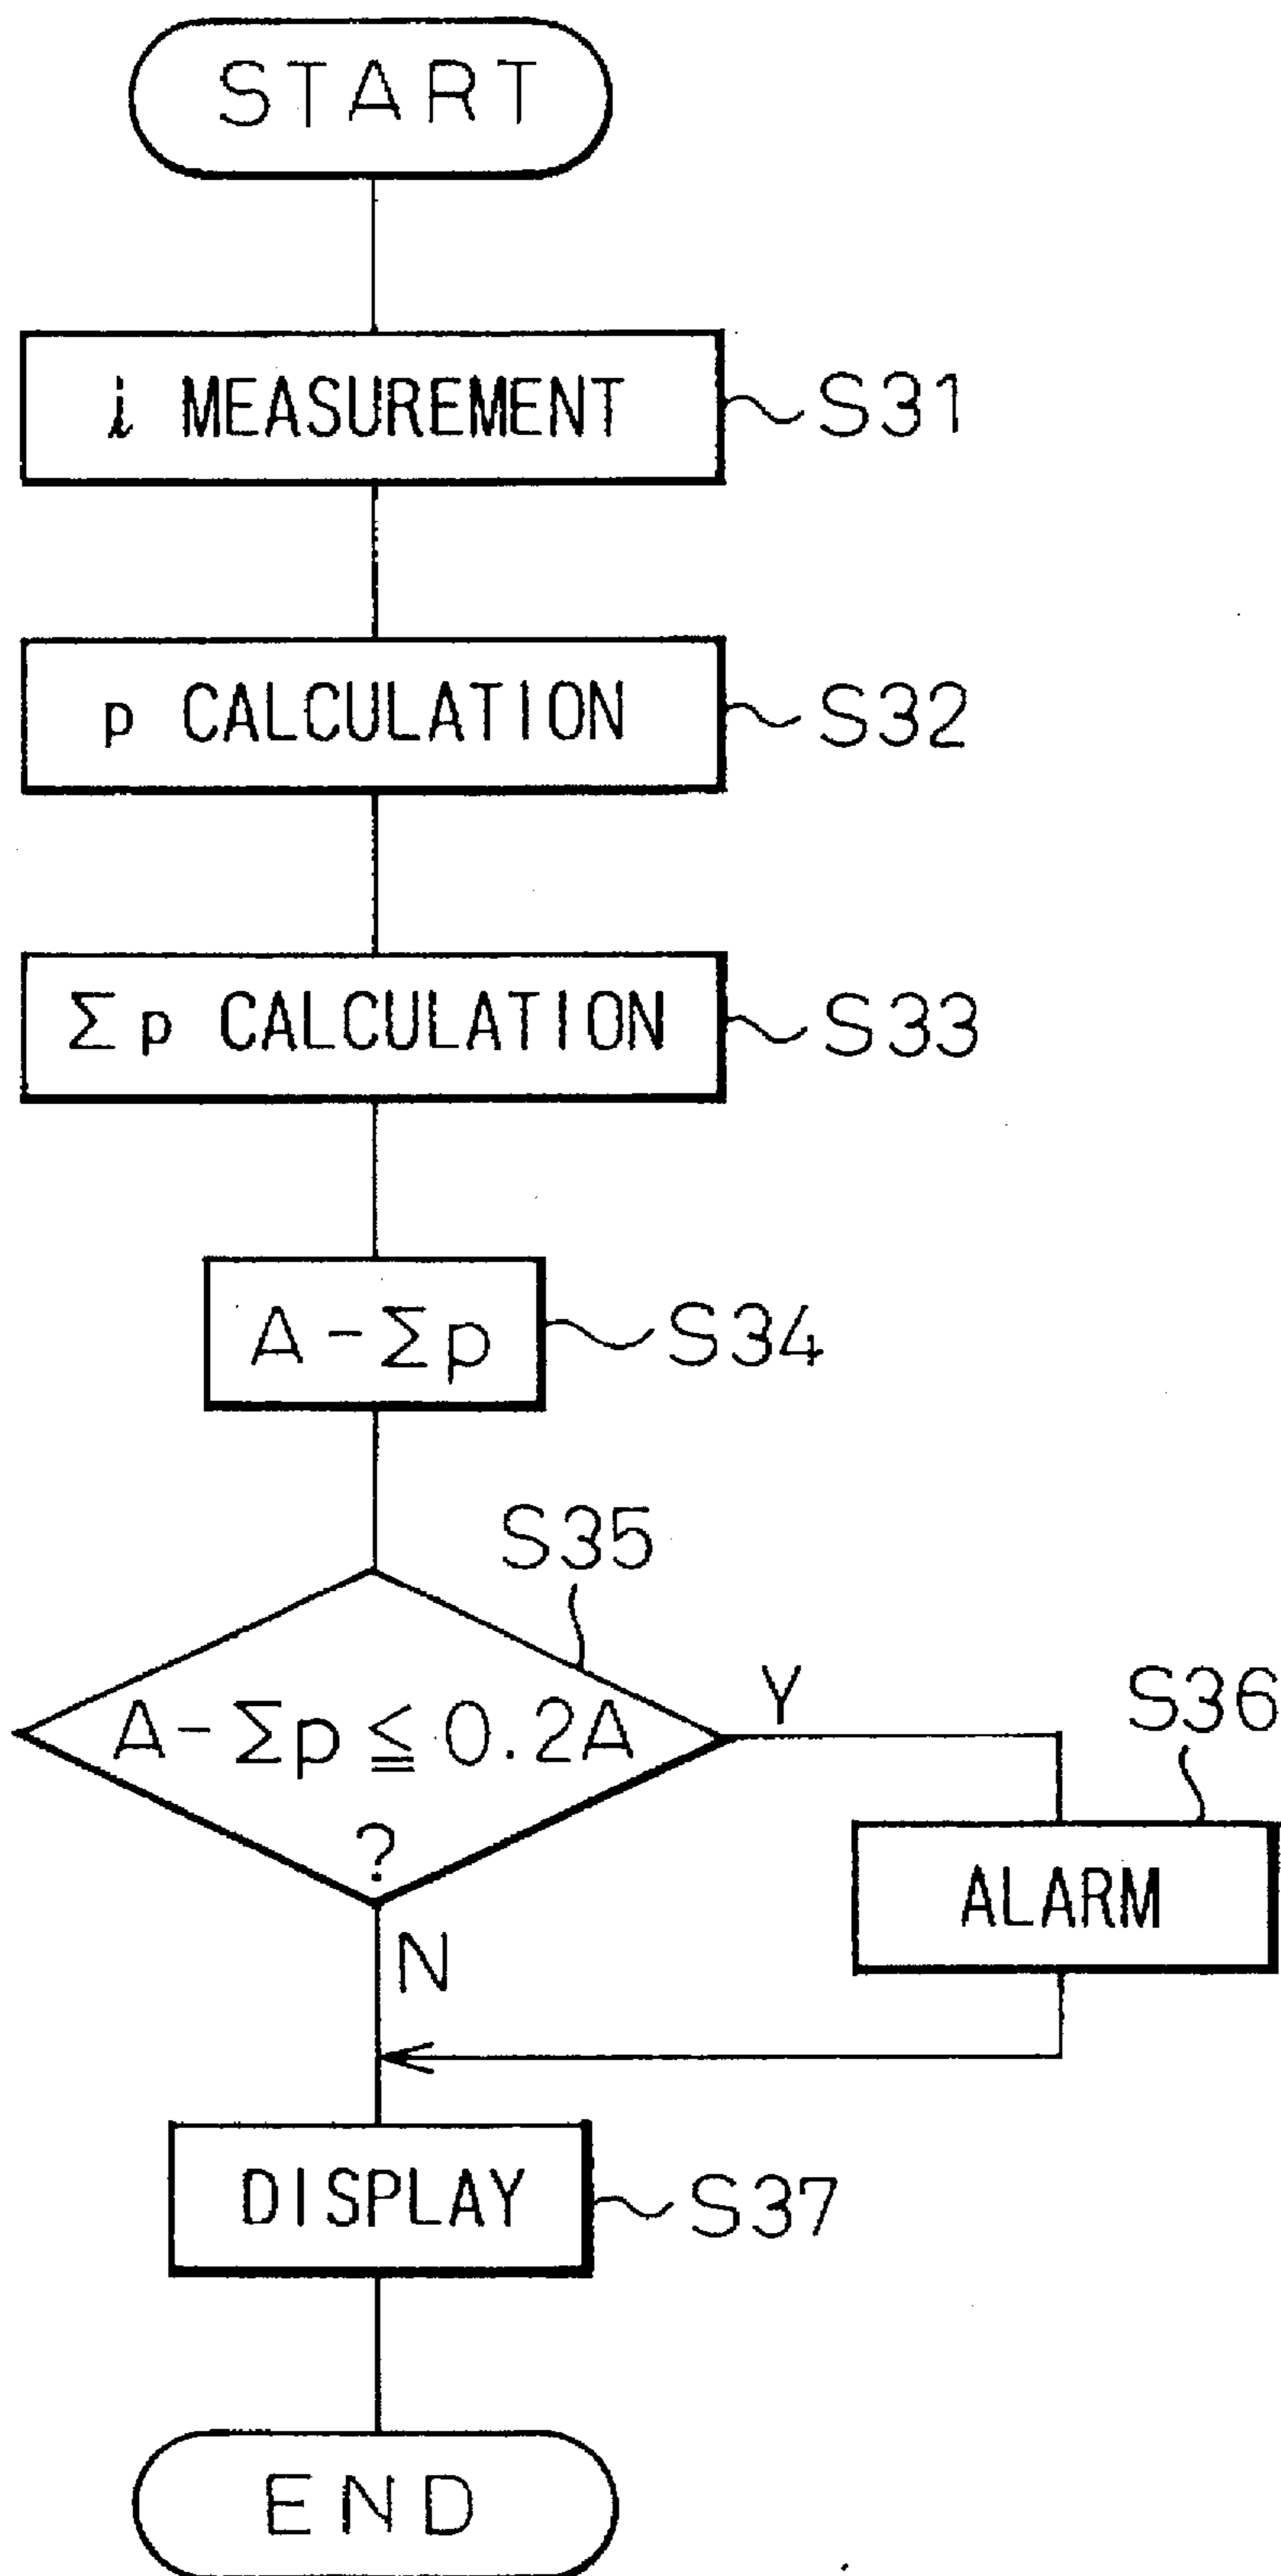 START
i MEASUREMENT
S31
p CALCULATION
S32
Σp CALCULATION
S33
A-Σp
S34
S35
A-Σp≦0.2A
?
Y
S36
ALARM
N
DISPLAY
S37
END